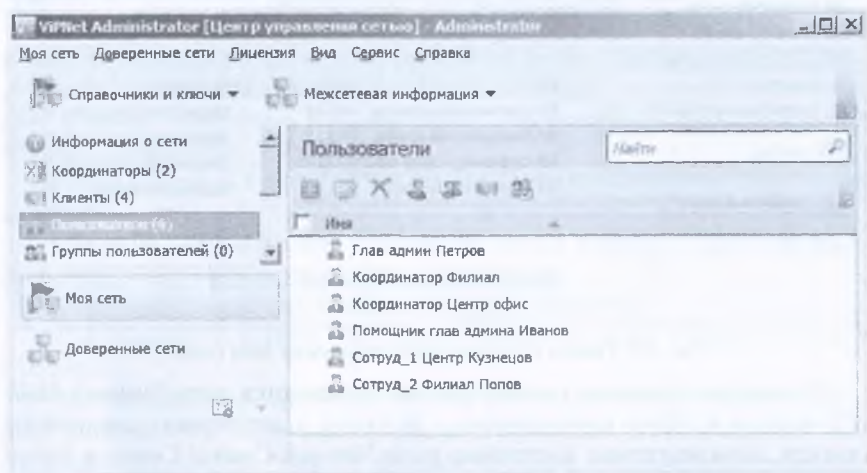 ViPNet Administrator [Центр управления сетью] - Administrator
Моя сеть Доверенные сети Лицензия Вид Сервис Справка
Справочники и ключи Межсетевая информация
Информация о сети
Координаторы (2)
Клиенты (4)
Пользователи (6)
Группы пользователей (0)
Моя сеть
Доверенные сети
Пользователи
Найти
Имя
Глав админ Петров
Координатор Филиал
Координатор Центр офис
Помощник глав админа Иванов
Сотруд_1 Центр Кузнецов
Сотруд_2 Филиал Попов